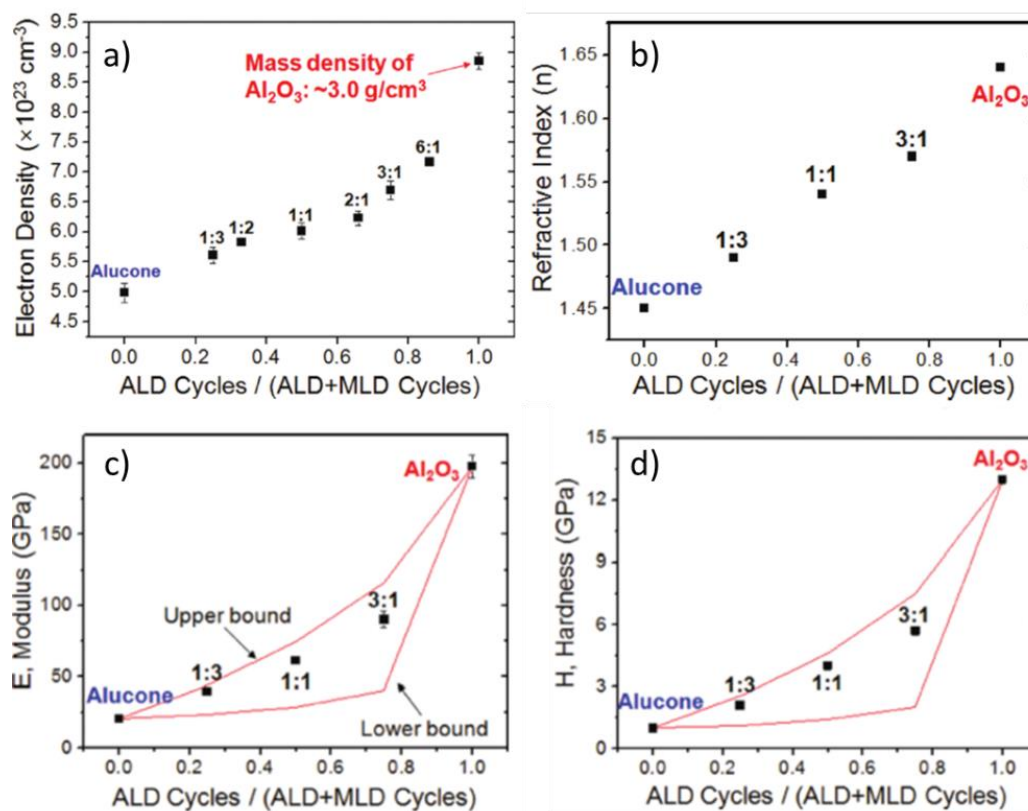 a)
Electron Density (×10²³ cm⁻³)
9.5
9.0
8.5
8.0
7.5
7.0
6.5
6.0
5.5
5.0
4.5
Mass density of
Al₂O₃: ~3.0 g/cm³
6:1
3:1
2:1
1:1
1:2
1:3
Alucone
0.0 0.2 0.4 0.6 0.8 1.0
ALD Cycles / (ALD+MLD Cycles)
b)
Refractive Index (n)
1.65
1.60
1.55
1.50
1.45
Al₂O₃
3:1
1:1
1:3
Alucone
0.0 0.2 0.4 0.6 0.8 1.0
ALD Cycles / (ALD+MLD Cycles)
c)
E, Modulus (GPa)
200
150
100
50
0
Al₂O₃
Upper bound
3:1
1:3
1:1
Alucone
Lower bound
0.0 0.2 0.4 0.6 0.8 1.0
ALD Cycles / (ALD+MLD Cycles)
d)
H, Hardness (GPa)
15
12
9
6
3
0
Al₂O₃
3:1
1:1
1:3
Alucone
0.0 0.2 0.4 0.6 0.8 1.0
ALD Cycles / (ALD+MLD Cycles)